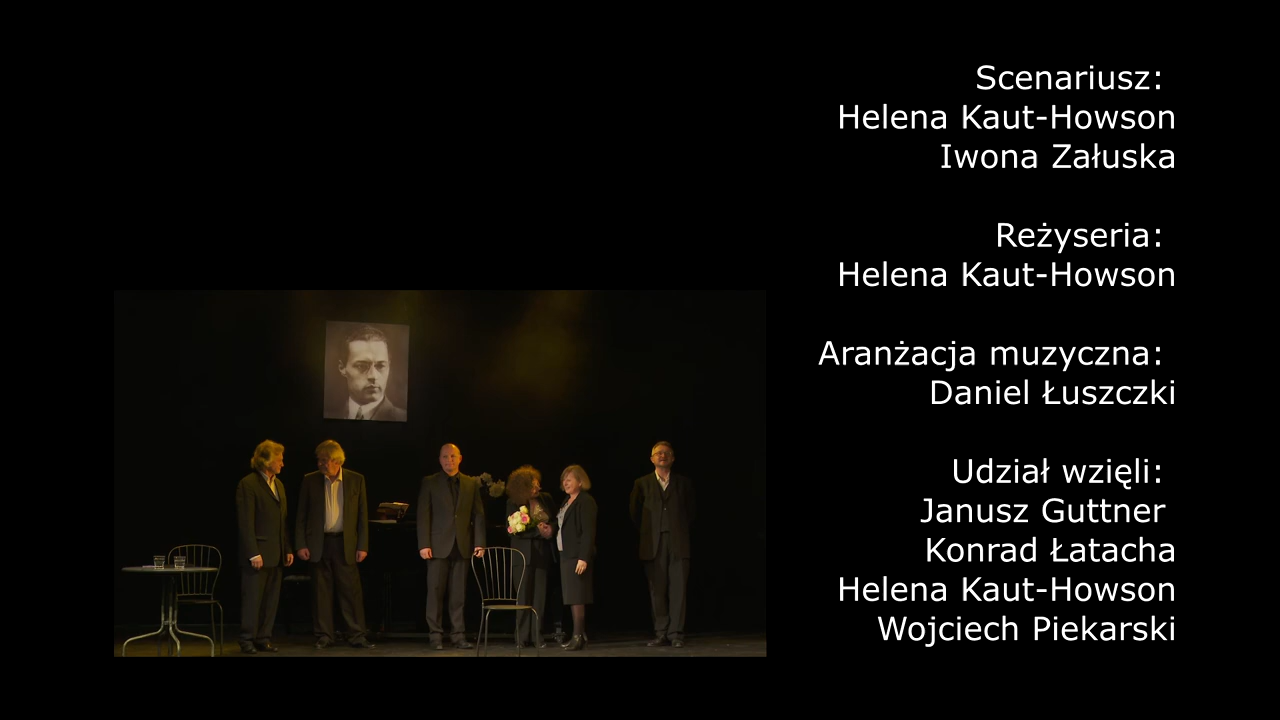 Scenariusz:
Helena Kaut-Howson
Iwona Załuska
Reżyseria:
Helena Kaut-Howson
Aranżacja muzyczna:
Daniel Łuszczki
Udział wzięli:
Janusz Guttner
Konrad Łatacha
Helena Kaut-Howson
Wojciech Piekarski